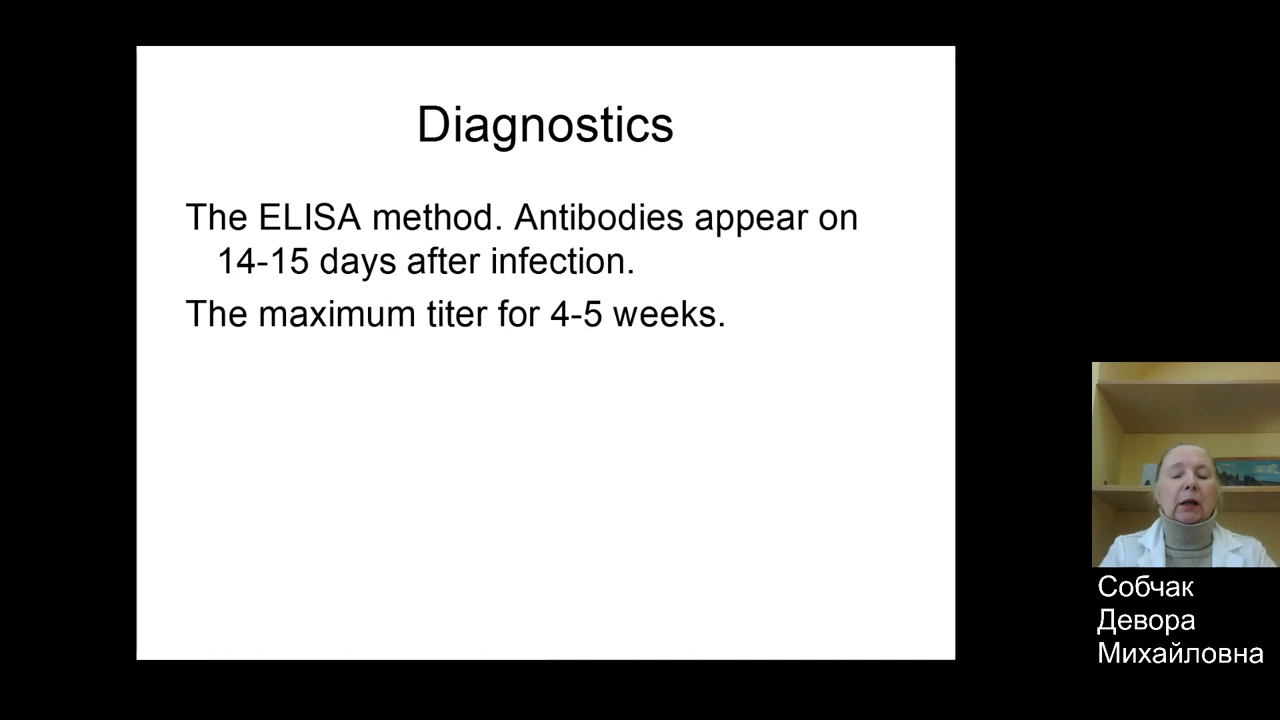 Diagnostics
The ELISA method. Antibodies appear on
14-15 days after infection.
The maximum titer for 4-5 weeks.
Собчак
Девора
Михайловна